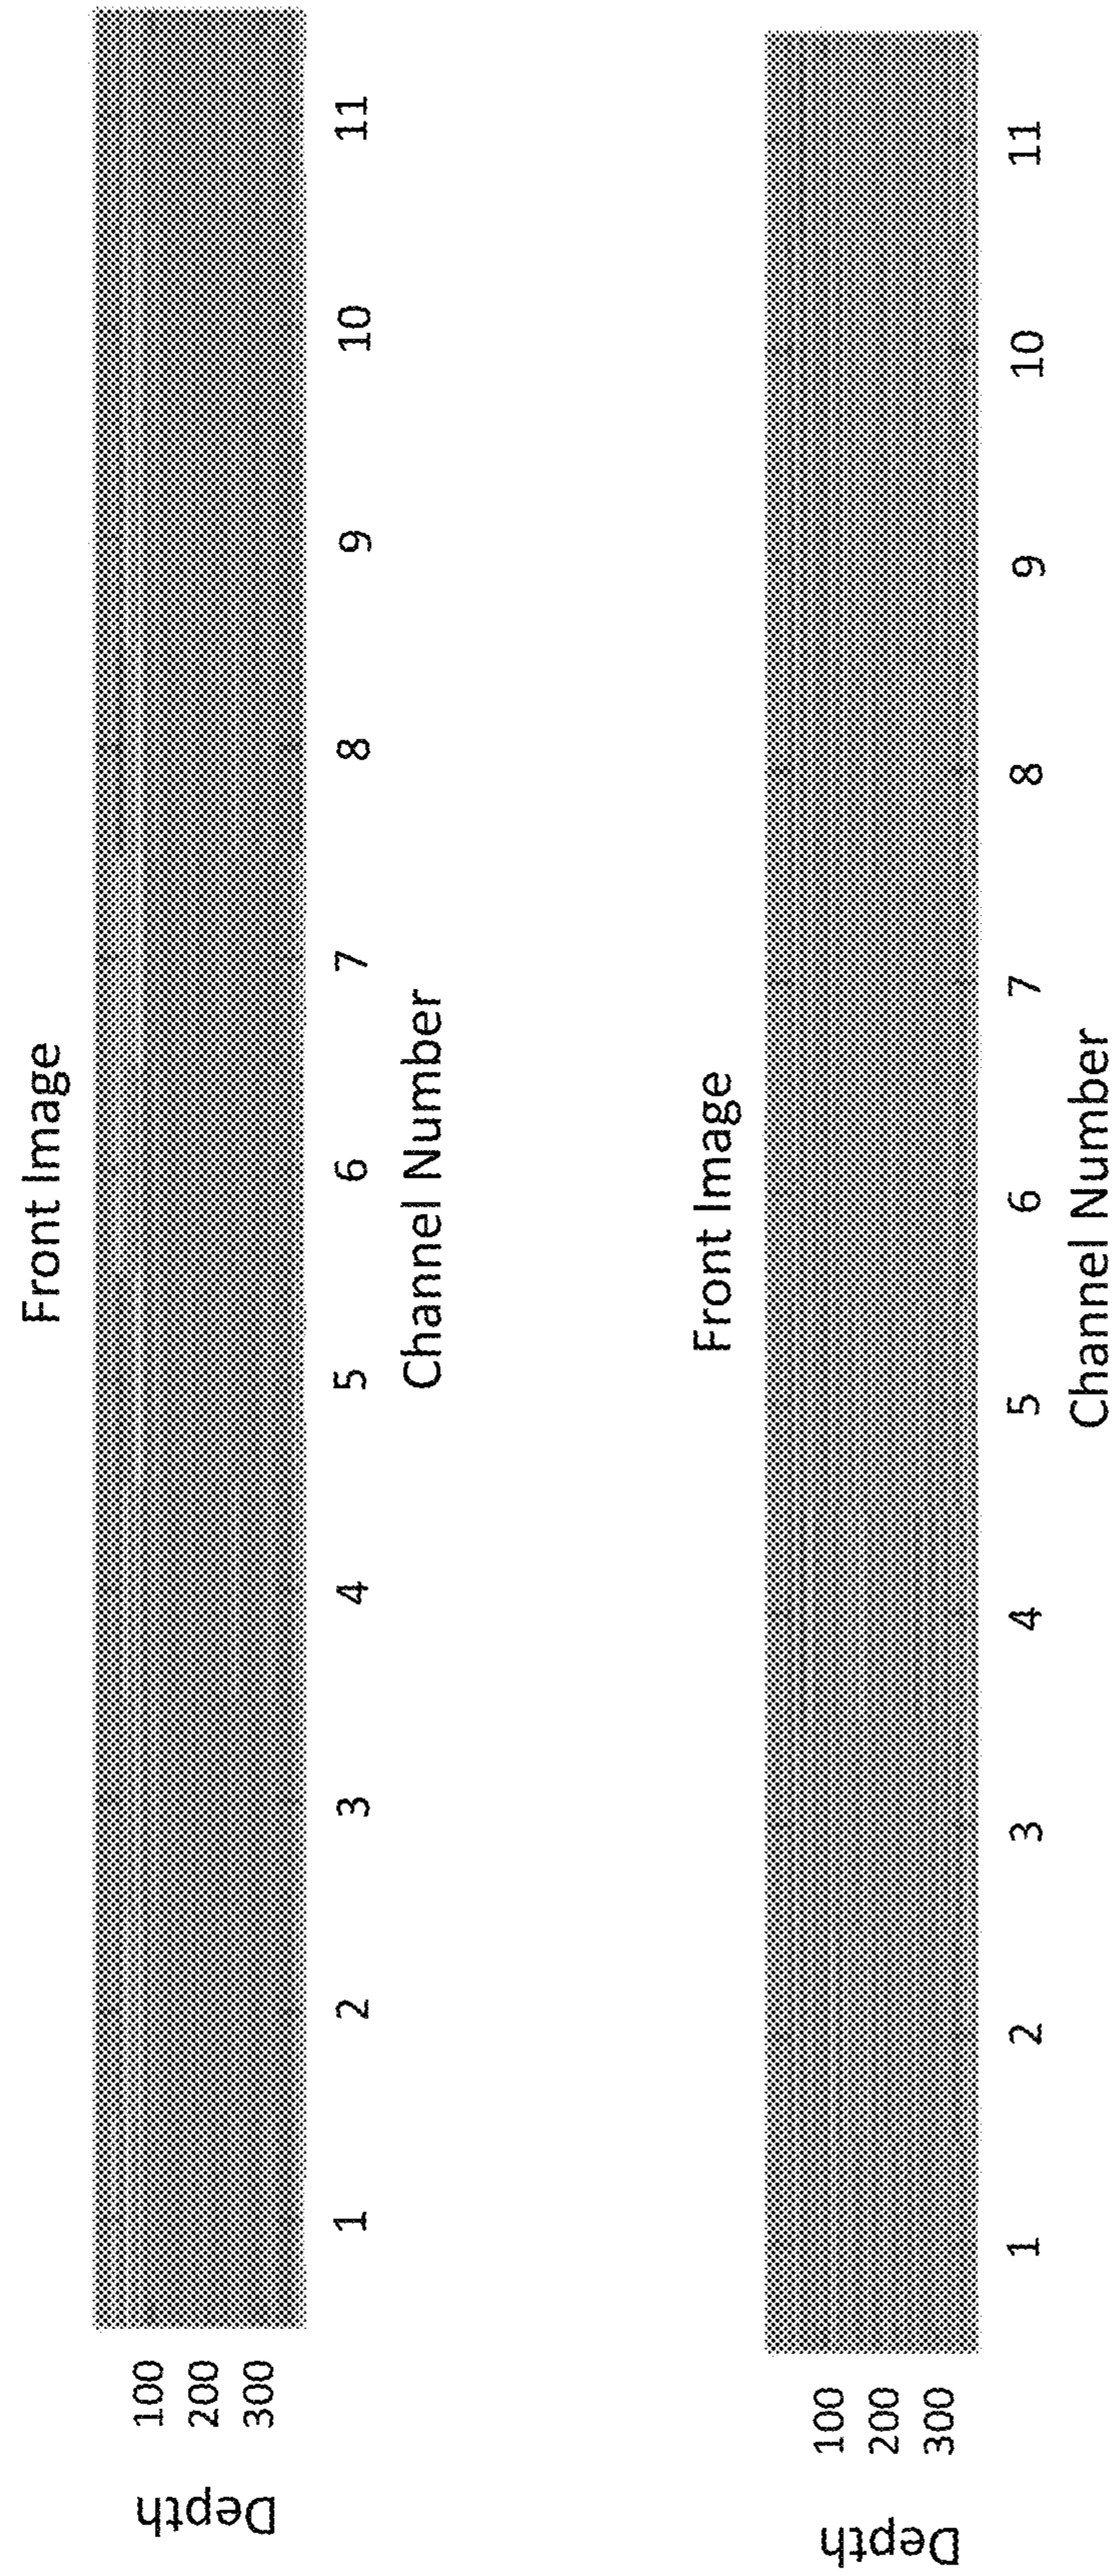 Front Image
Depth
100
200
300
1 2 3 4 5 6 7 8 9 10 11
Channel Number
Front Image
Depth
100
200
300
1 2 3 4 5 6 7 8 9 10 11
Channel Number